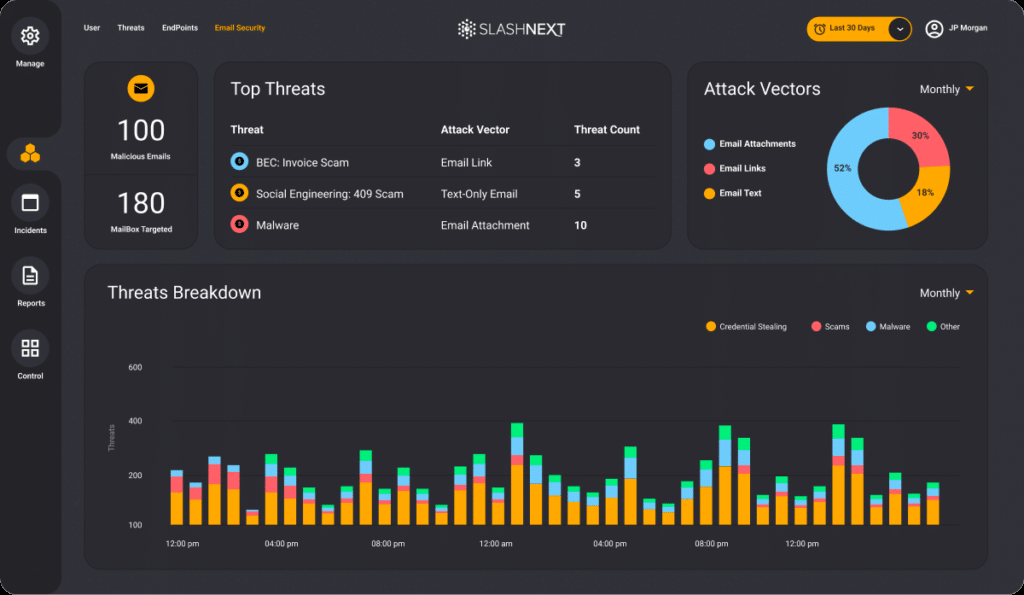 User Threats EndPoints Email Security
SLASHNEXT
Last 30 Days
JP Morgan
Manage
Incidents
Reports
Control
100
Malicious Emails
180
MailBox Targeted
Top Threats
Threat Attack Vector Threat Count
BEC: Invoice Scam Email Link 3
Social Engineering: 409 Scam Text-Only Email 5
Malware Email Attachment 10
Attack Vectors
Monthly
Email Attachments
Email Links
Email Text
30%
52%
18%
Threats Breakdown
Monthly
Credential Stealing Scams Malware Other
Threats
600
400
200
100
12:00 pm 04:00 pm 08:00 pm 12:00 am 04:00 pm 08:00 pm 12:00 pm